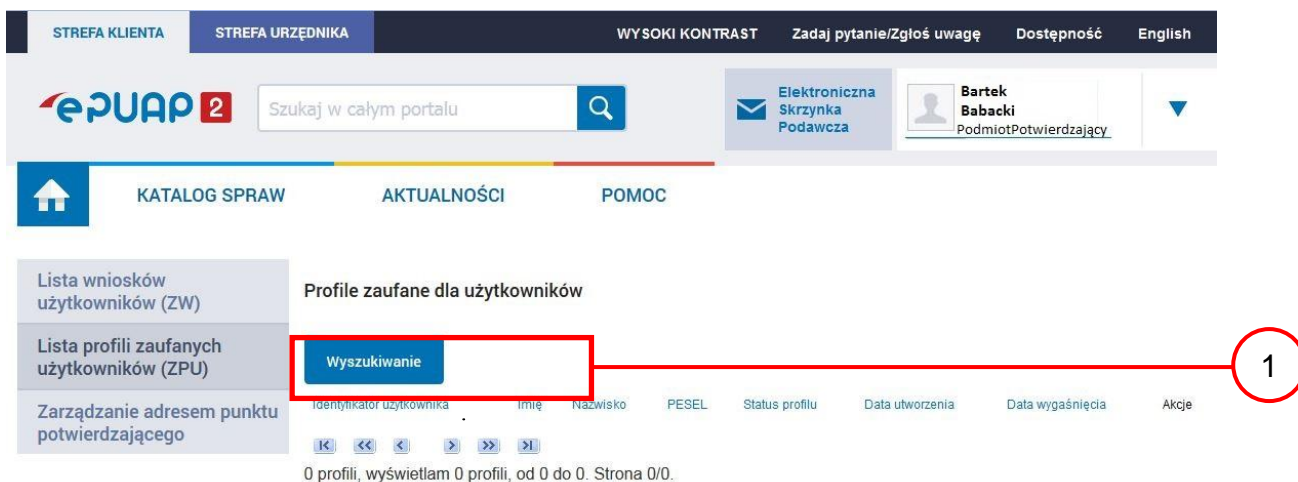 STREFA KLIENTA STREFA URZĘDNIKA WYSOKI KONTRAST Zadaj pytanie/Zgłoś uwagę Dostępność English
ePUAP 2 Szukaj w całym portalu
Elektroniczna
Skrzynka
Podawcza
Bartek
Babacki
PodmiotPotwierdzający
KATALOG SPRAW AKTUALNOŚCI POMOC
Lista wniosków
użytkowników (ZW)
Lista profili zaufanych
użytkowników (ZPU)
Zarządzanie adresem punktu
potwierdzającego
Profile zaufane dla użytkowników
Wyszukiwanie
1
Identyfikator użytkownika Imię Nazwisko PESEL Status profilu Data utworzenia Data wygaśnięcia Akcje
0 profili, wyświetlam 0 profili, od 0 do 0. Strona 0/0.